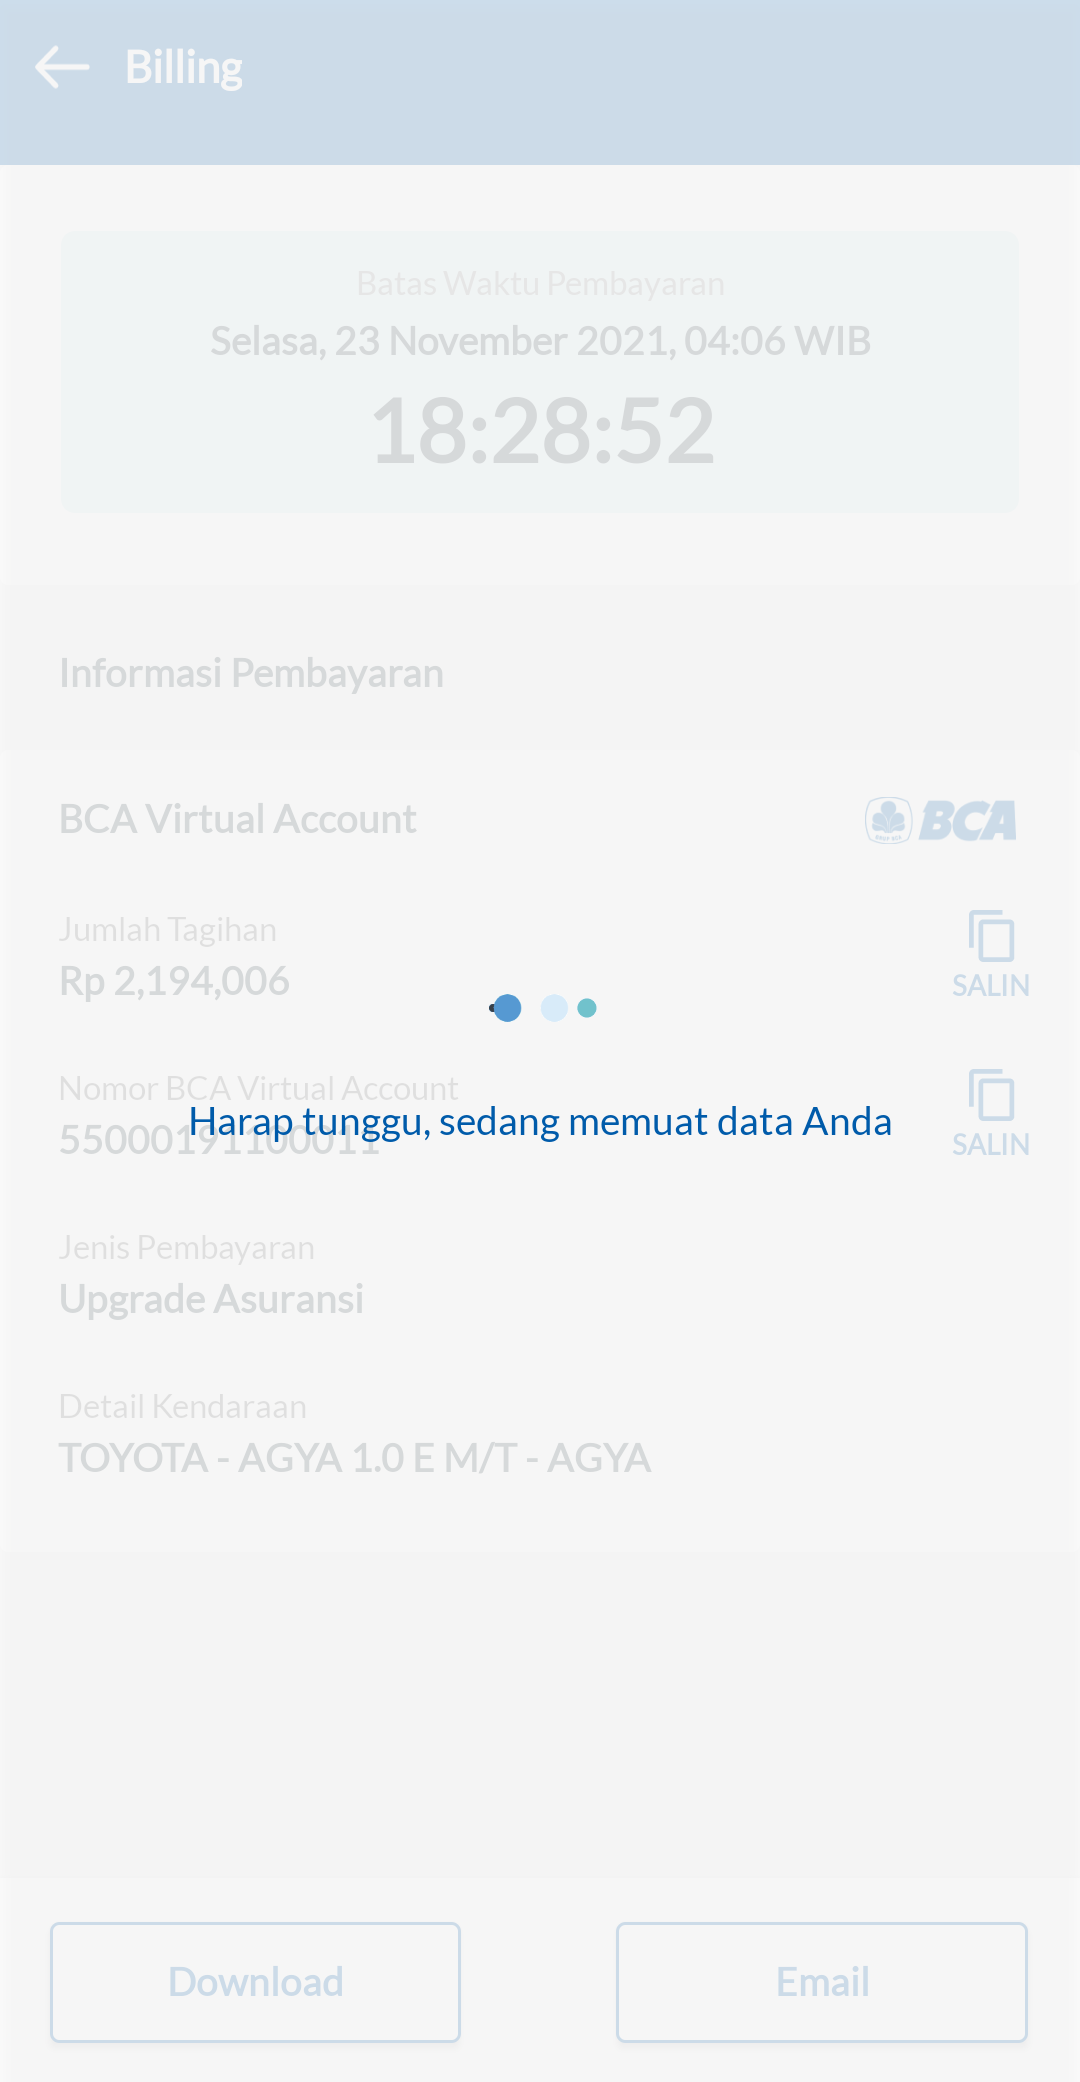 Billing
Batas Waktu Pembayaran
Selasa, 23 November 2021, 04:06 WIB
18:28:52
Informasi Pembayaran
BCA Virtual Account
BCA
Jumlah Tagihan
Rp 2,194,006
SALIN
Nomor BCA Virtual Account
Harap tunggu, sedang memuat data Anda
55000191100011
SALIN
Jenis Pembayaran
Upgrade Asuransi
Detail Kendaraan
TOYOTA - AGYA 1.0 E M/T - AGYA
Download
Email